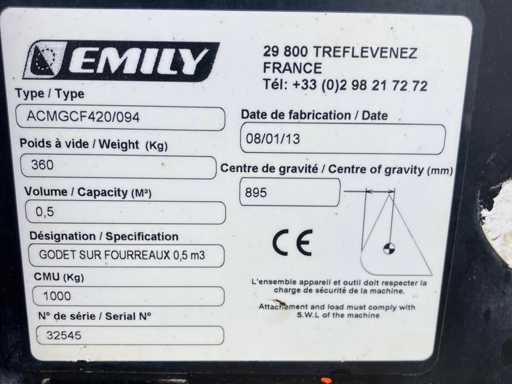 EMILY
29 800 TREFLEVENEZ
FRANCE
Tél: +33 (0)2 98 21 72 72
Type / Type
ACMGCF420/094
Date de fabrication / Date
08/01/13
Poids à vide / Weight (Kg)
360
Centre de gravité / Centre of gravity (mm)
895
Volume / Capacity (M³)
0,5
Désignation / Specification
GODET SUR FOURREAUX 0,5 m3
CMU (Kg)
1000
N° de série / Serial N°
32545
CE
L'ensemble appareil et outil doit respecter la
charge de sécurité de la machine.
Attachement and load must comply with
S.W.L of the machine